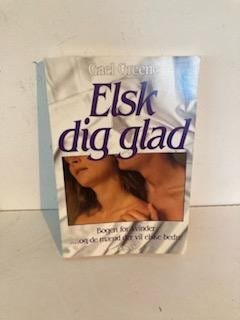 Gael Greene
Elsk
dig glad
Bogen for kvinder
....og de mænd der vil elske bedre